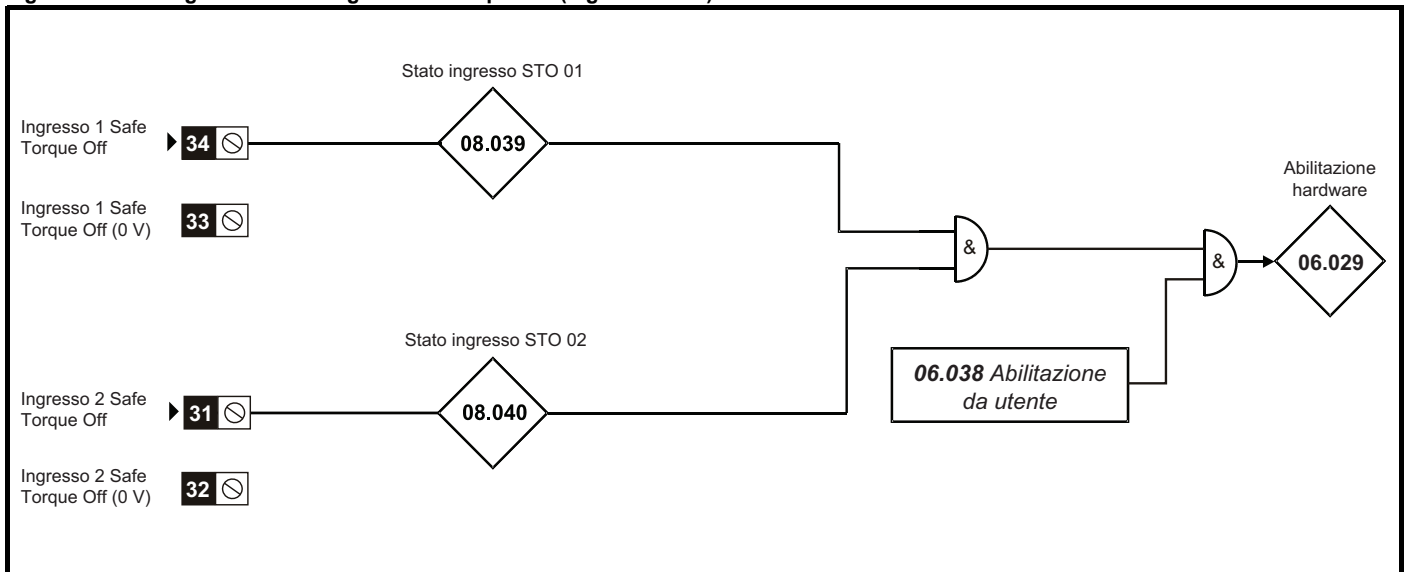 Stato ingresso STO 01
Ingresso 1 Safe
Torque Off
34
08.039
Abilitazione
hardware
Ingresso 1 Safe
Torque Off (0 V)
33
&
&
06.029
Stato ingresso STO 02
06.038 Abilitazione
da utente
Ingresso 2 Safe
Torque Off
31
08.040
Ingresso 2 Safe
Torque Off (0 V)
32